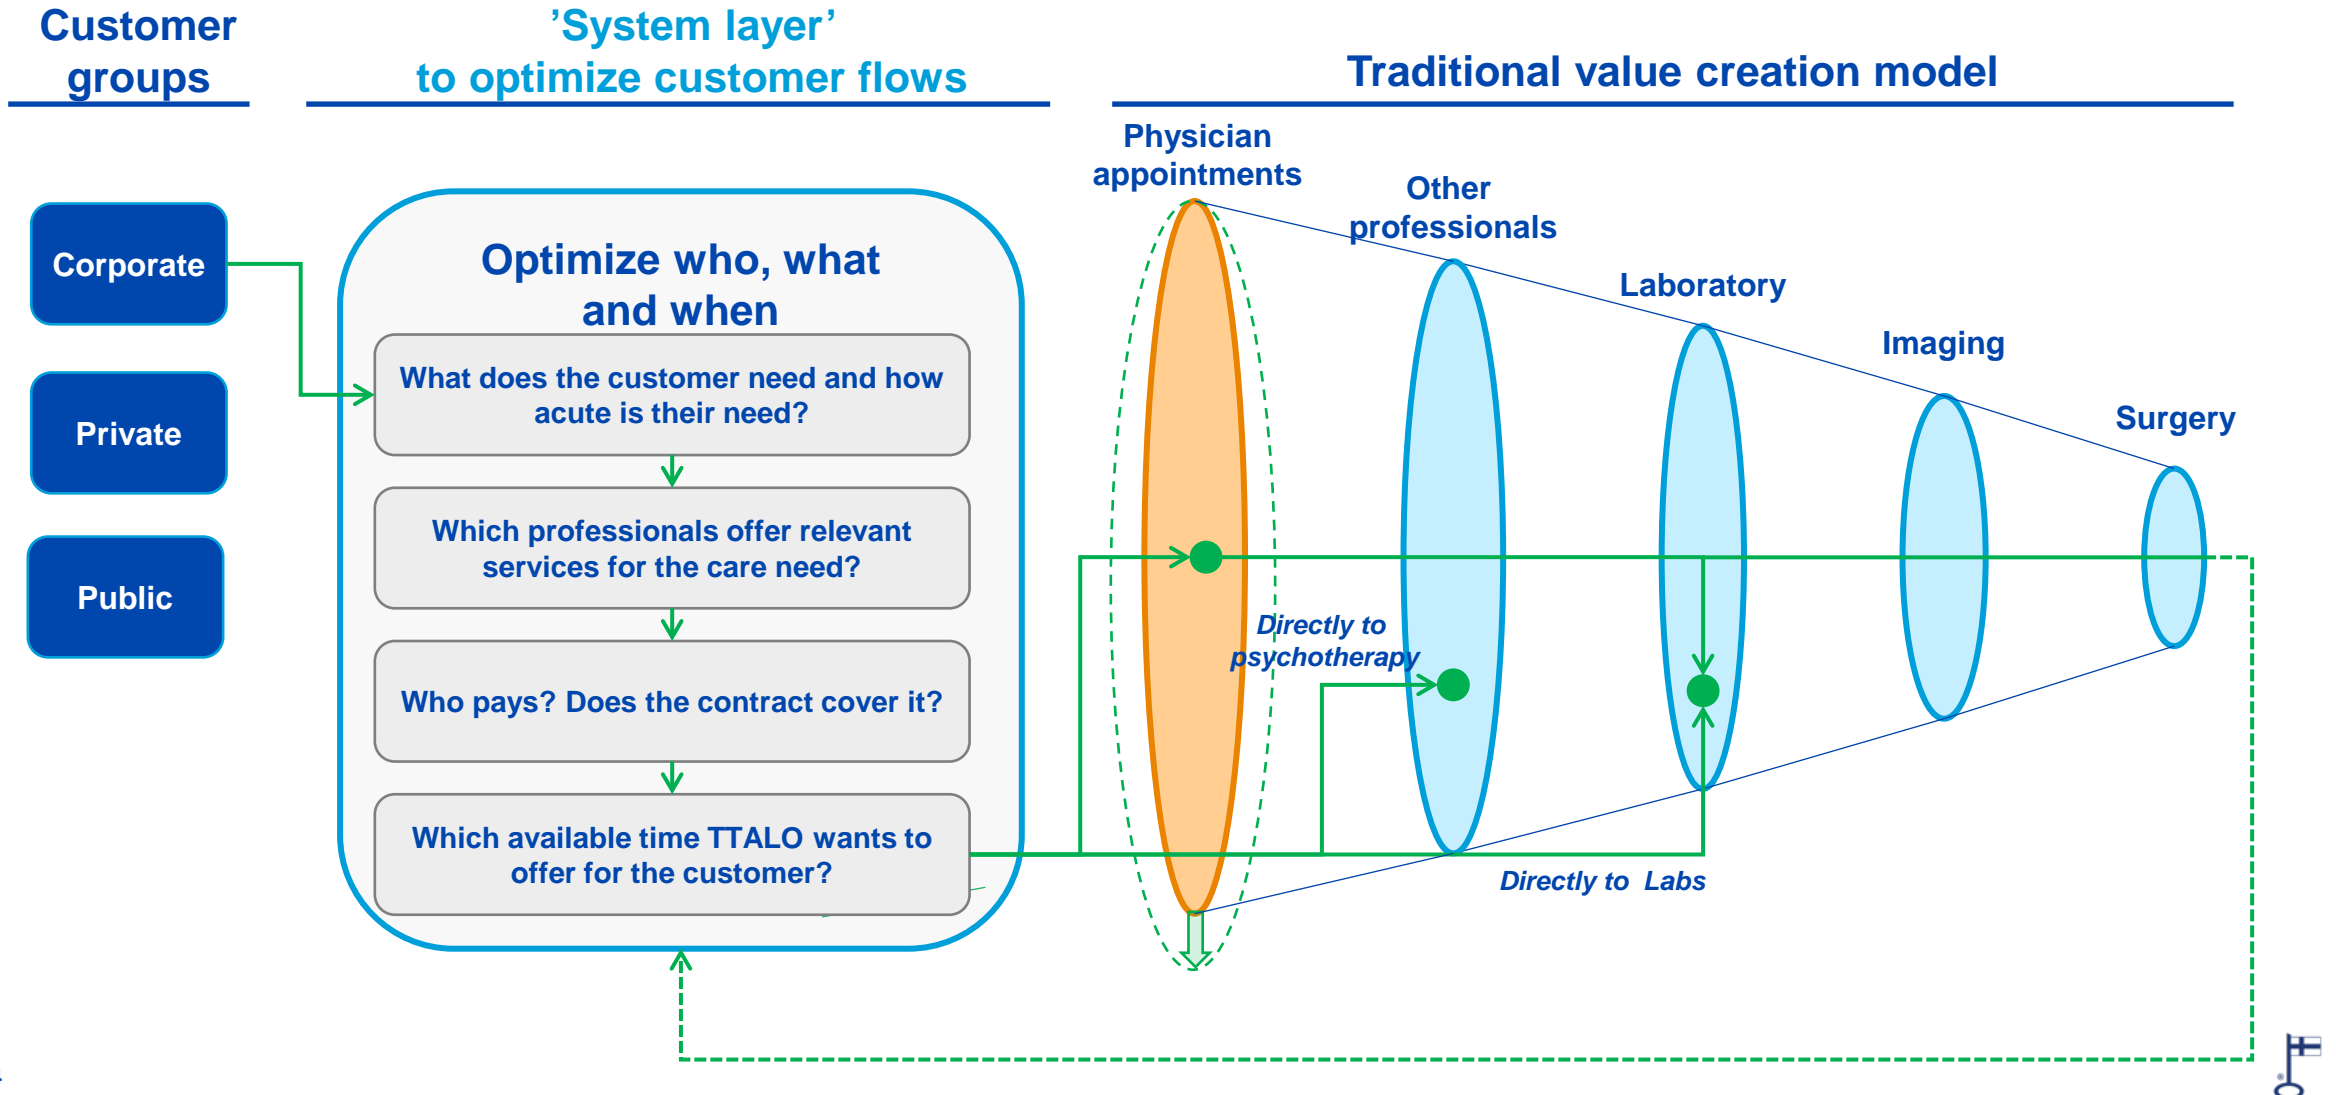 Customer
groups
’System layer’
to optimize customer flows
Traditional value creation model
Corporate
Private
Public
Optimize who, what
and when
What does the customer need and how
acute is their need?
Which professionals offer relevant
services for the care need?
Who pays? Does the contract cover it?
Which available time TTALO wants to
offer for the customer?
Physician
appointments
Other
professionals
Laboratory
Imaging
Surgery
Directly to
psychotherapy
Directly to  Labs
®